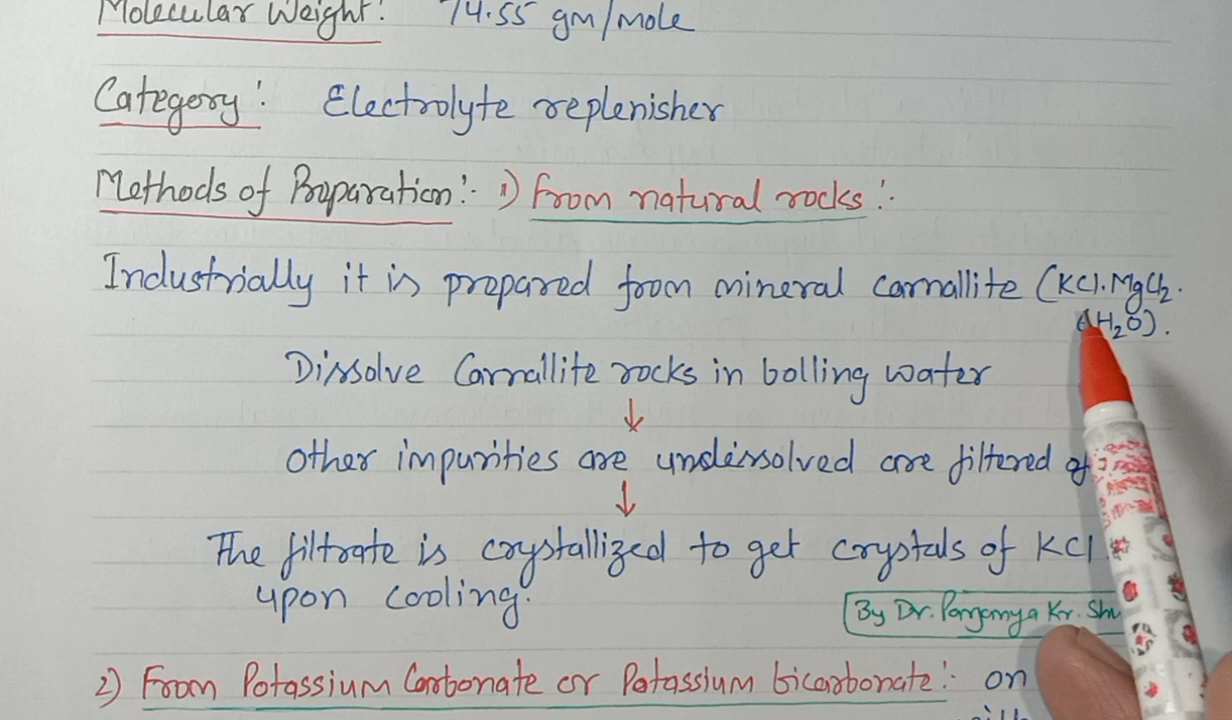 Molecular Weight: 74.55 gm/mole
Category: Electrolyte replenisher
Methods of Preparation:- 1) From natural rocks:-
Industrially it is prepared from mineral carnallite (KCl.MgCl2.
6H2O).
Dissolve Carnallite rocks in boiling water
↓
Other impurities are undissolved are filtered
↓
The filtrate is crystallized to get crystals of KCl
upon cooling.
By Dr. Kr.
2) From Potassium Carbonate or Potassium bicarbonate:- on